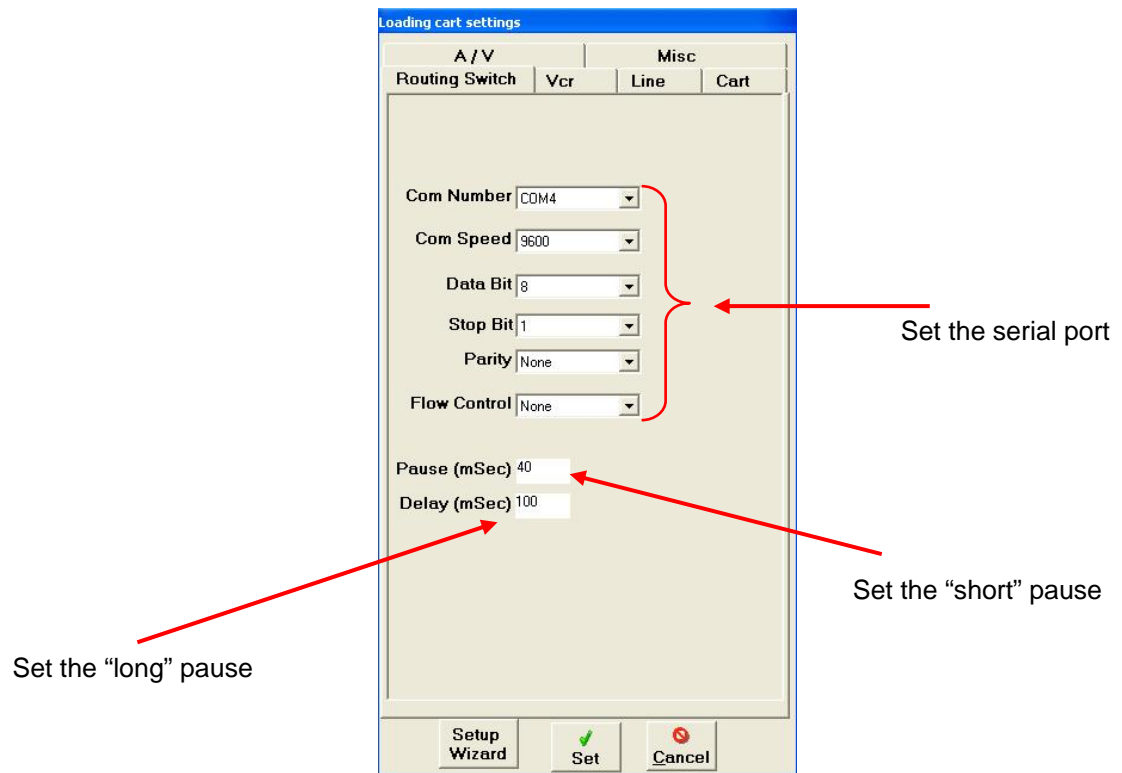 Loading cart settings
A / V Misc
Routing Switch Vcr Line Cart
Com Number COM4
Com Speed 9600
Data Bit 8
Set the serial port
Stop Bit 1
Parity None
Flow Control None
Pause (mSec) 40
Delay (mSec) 100
Set the “short” pause
Set the “long” pause
Setup Wizard
Set
Cancel